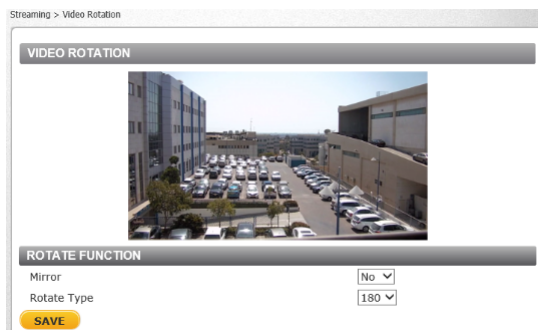 Streaming > Video Rotation
VIDEO ROTATION
ROTATE FUNCTION
Mirror No
Rotate Type 180
SAVE